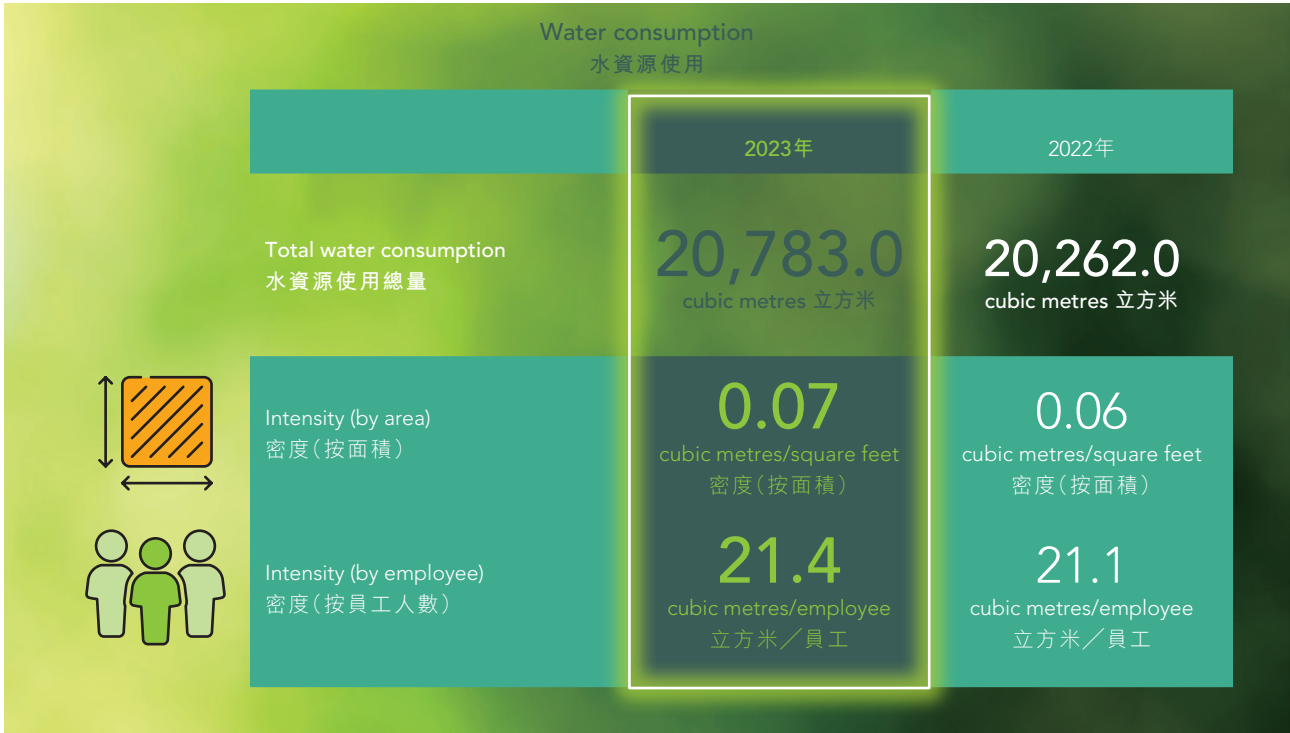 Water consumption
水資源使用
2023年
2022年
Total water consumption
水資源使用總量
20,783.0
cubic metres 立方米
20,262.0
cubic metres 立方米
Intensity (by area)
密度（按面積）
0.07
cubic metres/square feet
密度（按面積）
0.06
cubic metres/square feet
密度（按面積）
Intensity (by employee)
密度（按員工人數）
21.4
cubic metres/employee
立方米／員工
21.1
cubic metres/employee
立方米／員工